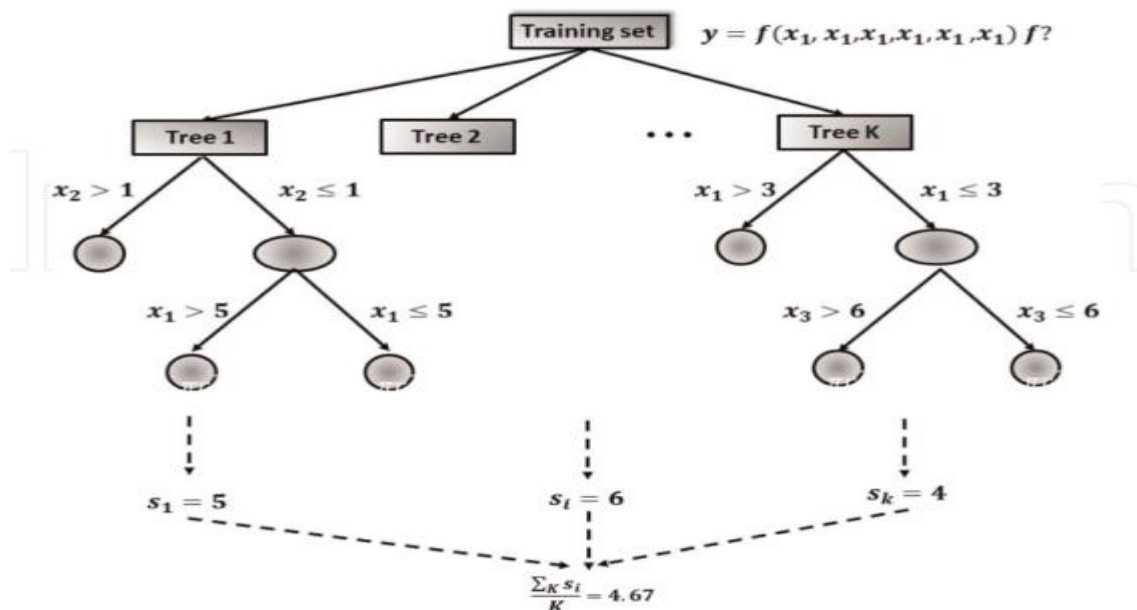 Training set
y = f(x₁, x₁,x₁,x₁, x₁ ,x₁) f?
Tree 1
Tree 2
...
Tree K
x₂ > 1
x₂ ≤ 1
x₁ > 3
x₁ ≤ 3
x₁ > 5
x₁ ≤ 5
x₃ > 6
x₃ ≤ 6
s₁ = 5
sᵢ = 6
sₖ = 4
∑_K sᵢ / K = 4.67